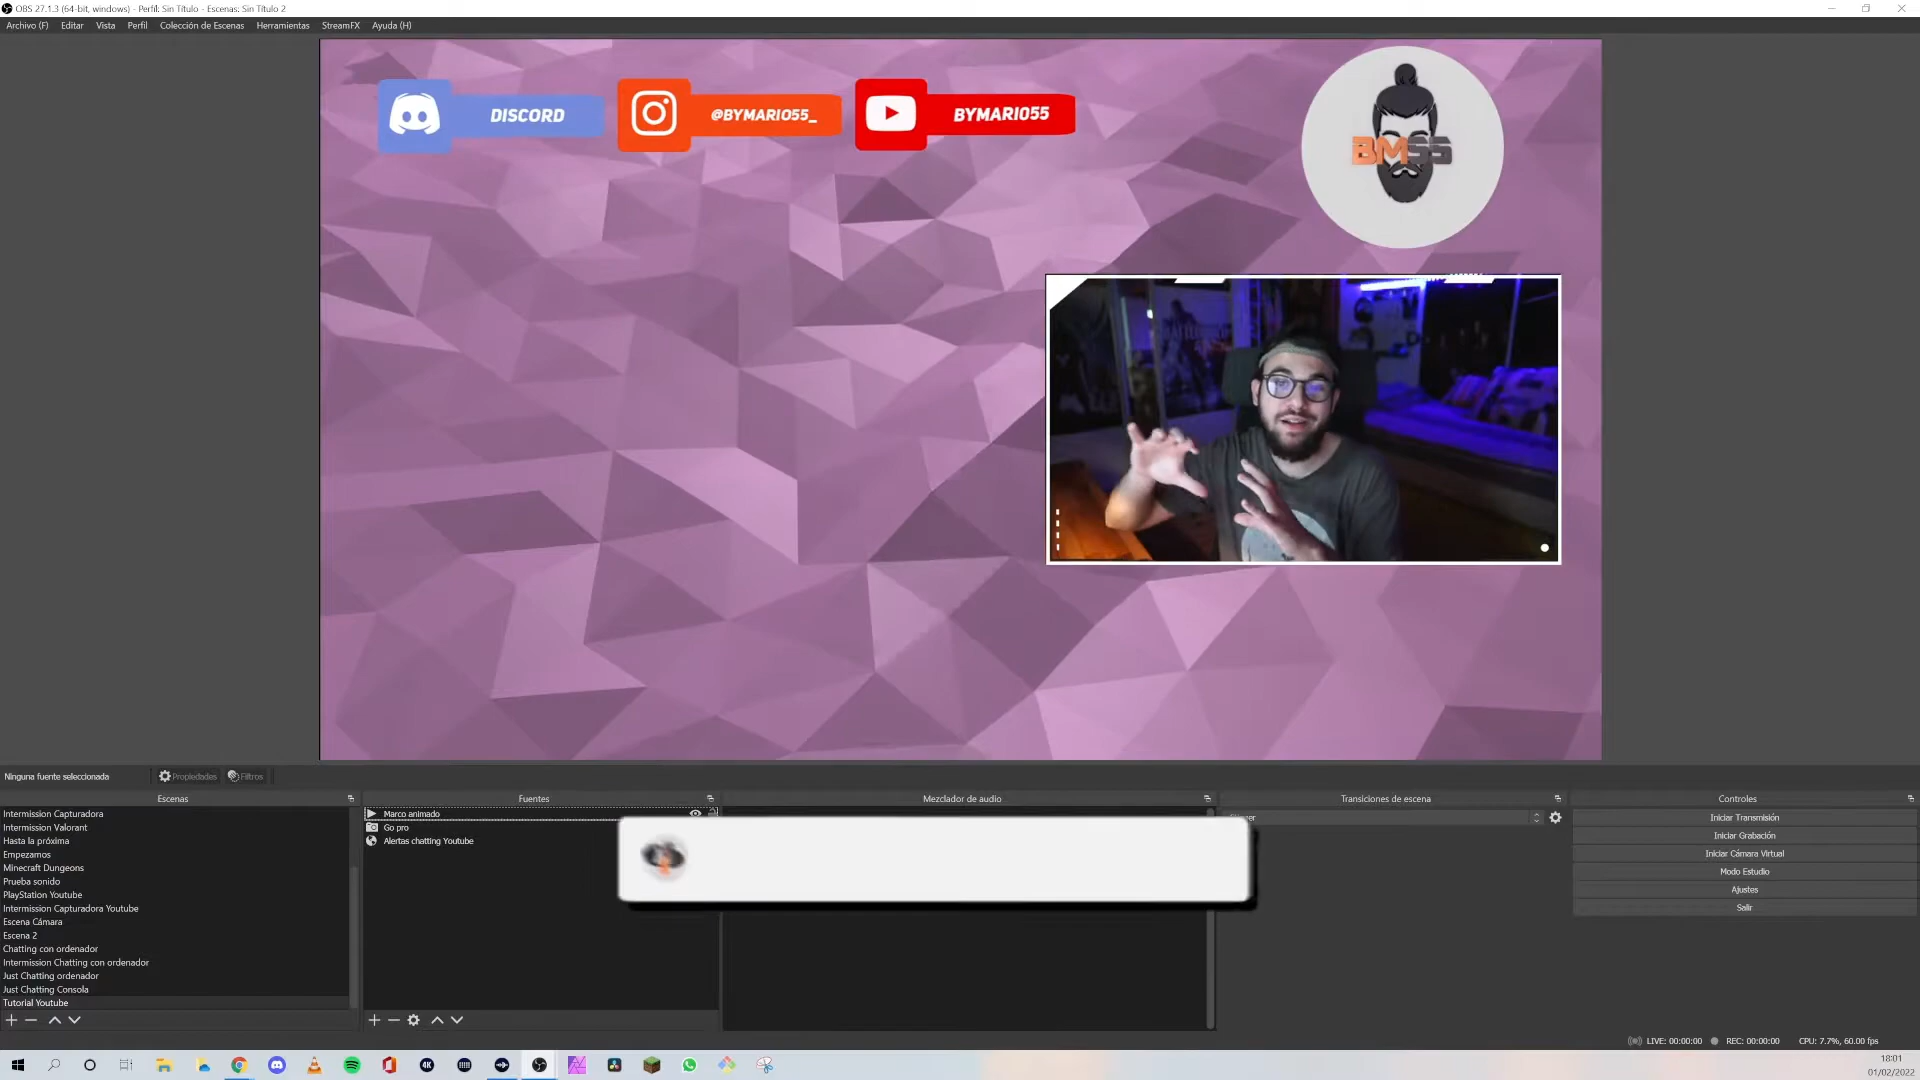 OBS 27.1.3 (64-bit, windows) - Perfil: Sin Título - Escenas: Sin Título 2
Archivo (F) Editar Vista Perfil Colección de Escenas Herramientas StreamFX Ayuda (H)
DISCORD
@BYMARIO55_
BYMARIO55
BM55
Ninguna fuente seleccionada
Propiedades
Filtros
Escenas
Intermission Capturadora
Intermission Valorant
Hasta la próxima
Empezamos
Minecraft Dungeons
Prueba sonido
PlayStation Youtube
Intermission Capturadora Youtube
Escena Cámara
Escena 2
Chatting con ordenador
Intermission Chatting con ordenador
Just Chatting ordenador
Just Chatting Consola
Tutorial Youtube
Fuentes
Marco animado
Go pro
Alertas chatting Youtube
Mezclador de audio
Transiciones de escena
Controles
Iniciar Transmisión
Iniciar Grabación
Iniciar Cámara Virtual
Modo Estudio
Ajustes
Salir
LIVE: 00:00:00
REC: 00:00:00
CPU: 7.7%, 60.00 fps
4K
18:01
01/02/2022